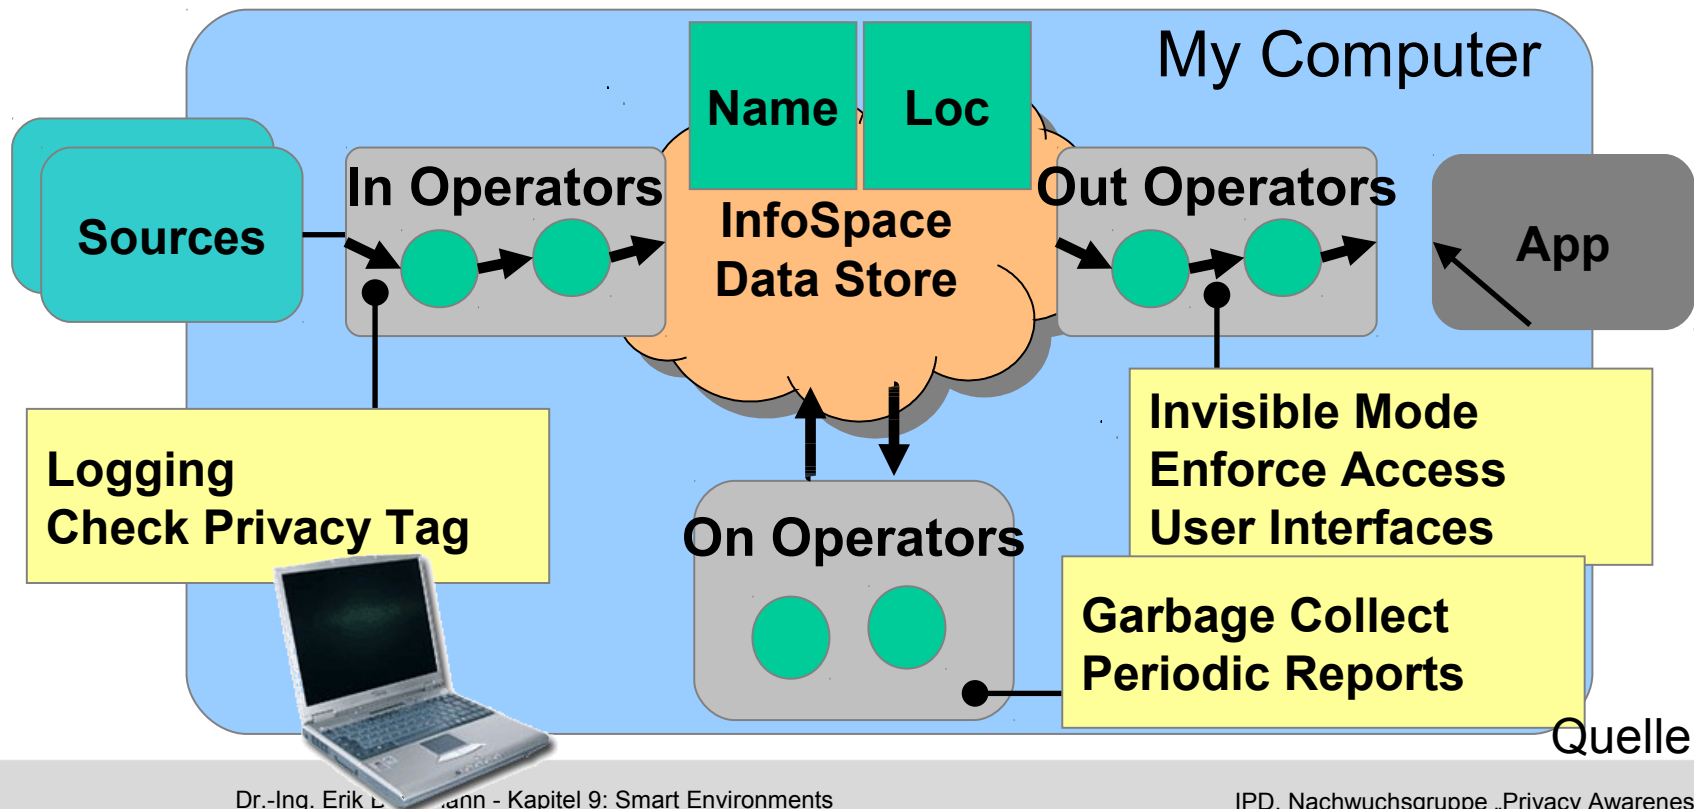 My Computer
Name
Loc
Sources
In Operators
InfoSpace
Data Store
Out Operators
App
Logging
Check Privacy Tag
Invisible Mode
Enforce Access
User Interfaces
On Operators
Garbage Collect
Periodic Reports
Quelle
Dr.-Ing. Erik - Kapitel 9: Smart Environments
IPD, Nachwuchsgruppe „Privacy Awarenes